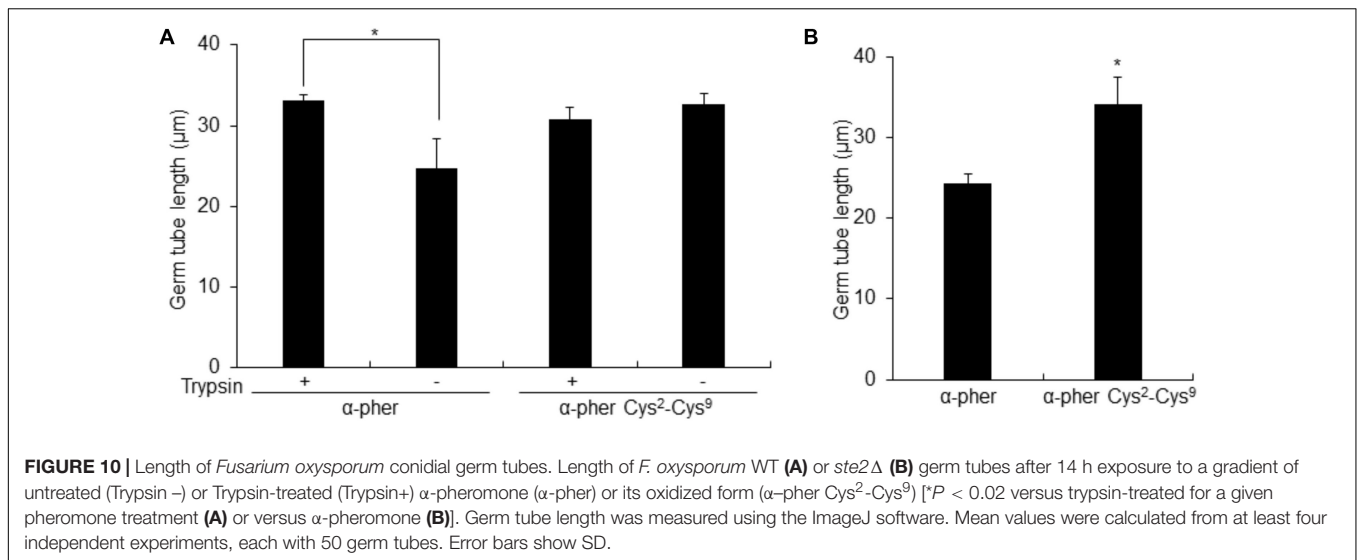 A
B
*
40
30
20
10
0
Germ tube length (µm)
Trypsin + - + -
α-pher α-pher Cys²-Cys⁹
40
30
20
10
0
Germ tube length (µm)
*
α-pher α-pher Cys²-Cys⁹
FIGURE 10 | Length of Fusarium oxysporum conidial germ tubes. Length of F. oxysporum WT (A) or ste2Δ (B) germ tubes after 14 h exposure to a gradient of
untreated (Trypsin –) or Trypsin-treated (Trypsin+) α-pheromone (α-pher) or its oxidized form (α–pher Cys²-Cys⁹) [*P < 0.02 versus trypsin-treated for a given
pheromone treatment (A) or versus α-pheromone (B)]. Germ tube length was measured using the ImageJ software. Mean values were calculated from at least four
independent experiments, each with 50 germ tubes. Error bars show SD.